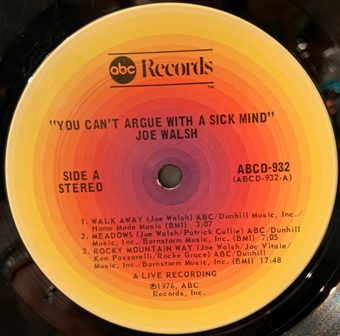 abc Records
TM
"YOU CAN'T ARGUE WITH A SICK MIND"
JOE WALSH
SIDE A
STEREO
ABCD-932
(ABCD-932-A)
1. WALK AWAY (Joe Walsh) ABC/Dunhill Music, Inc./
Home Made Music (BMI) 3:07
2. MEADOWS (Joe Walsh/Patrick Cullie) ABC/Dunhill
Music, Inc./Barnstorm Music, Inc. (BMI) 7:05
3. ROCKY MOUNTAIN WAY (Joe Walsh/Joe Vitale/
Ken Passarelli/Rocke Grace) ABC/Dunhill
Music, Inc./Barnstorm Music, Inc. (BMI) 17:48
A LIVE RECORDING
℗1976, ABC
Records, Inc.